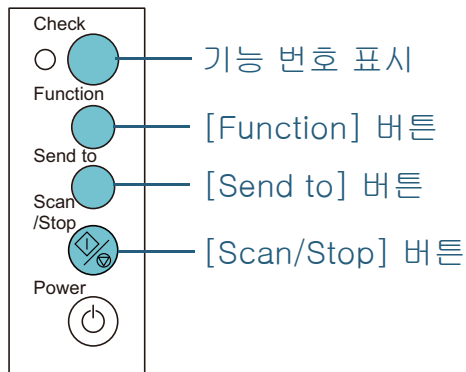 Check
기능 번호 표시
Function
[Function] 버튼
Send to
[Send to] 버튼
Scan
/Stop
[Scan/Stop] 버튼
Power